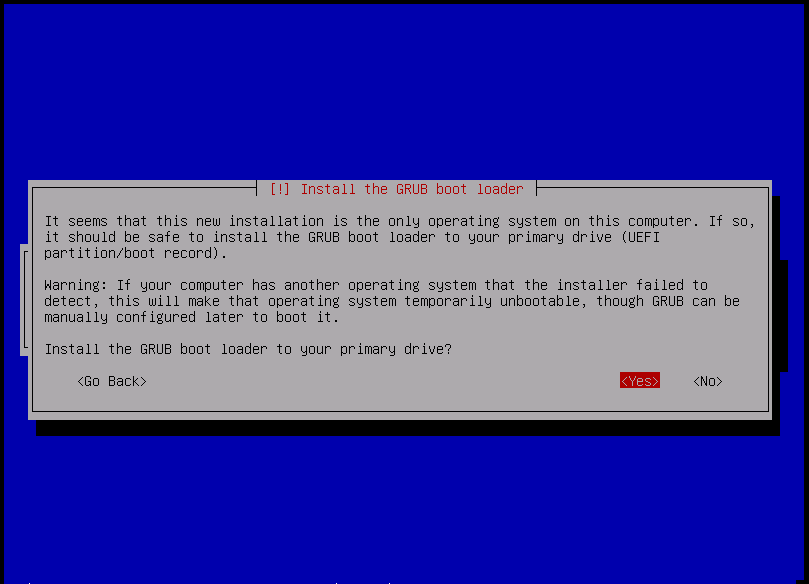 [!] Install the GRUB boot loader
It seems that this new installation is the only operating system on this computer. If so,
it should be safe to install the GRUB boot loader to your primary drive (UEFI
partition/boot record).
Warning: If your computer has another operating system that the installer failed to
detect, this will make that operating system temporarily unbootable, though GRUB can be
manually configured later to boot it.
Install the GRUB boot loader to your primary drive?
<Go Back> <Yes> <No>